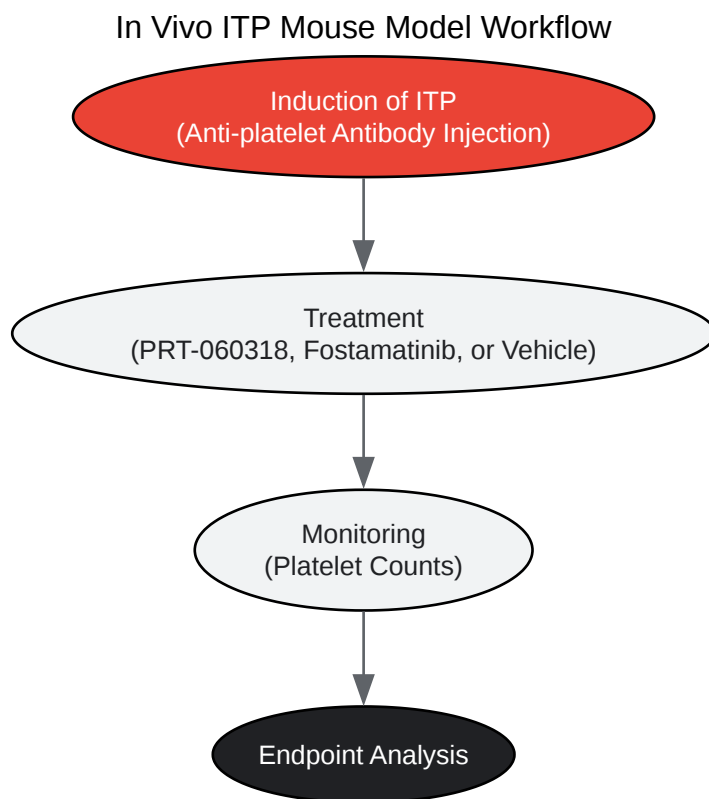 In Vivo ITP Mouse Model Workflow
Induction of ITP
(Anti-platelet Antibody Injection)
Treatment
(PRT-060318, Fostamatinib, or Vehicle)
Monitoring
(Platelet Counts)
Endpoint Analysis